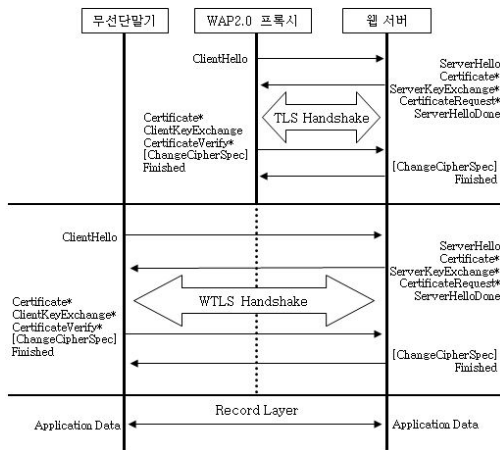 무선단말기
WAP2.0 프록시
웹 서버
ClientHello
ServerHello
Certificate*
ServerKeyExchange*
CertificateRequest*
ServerHelloDone
TLS Handshake
Certificate*
ClientKeyExchange
CertificateVerify*
[ChangeCipherSpec]
Finished
[ChangeCipherSpec]
Finished
ClientHello
ServerHello
Certificate*
ServerKeyExchange*
CertificateRequest*
ServerHelloDone
WTLS Handshake
Certificate*
ClientKeyExchange*
CertificateVerify*
[ChangeCipherSpec]
Finished
[ChangeCipherSpec]
Finished
Record Layer
Application Data
Application Data